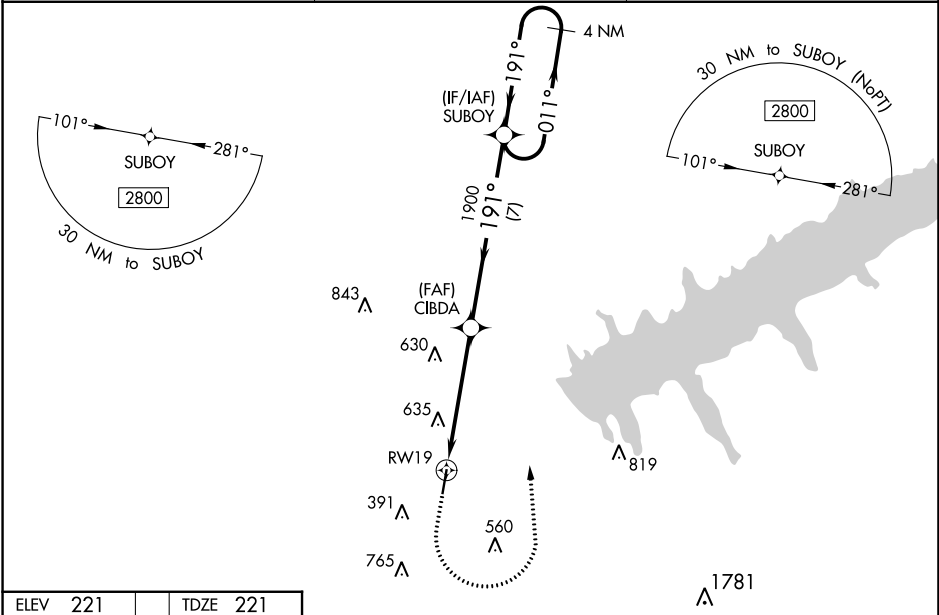 4 NM
191°
011°
(IF/IAF)
SUBOY
101°
281°
SUBOY
2800
30 NM to SUBOY
30 NM to SUBOY (NoPT)
2800
SUBOY
101°
281°
1900
191°
(7)
843
(FAF)
CIBDA
630
635
RW19
819
391
560
765
1781
ELEV 221
TDZE 221